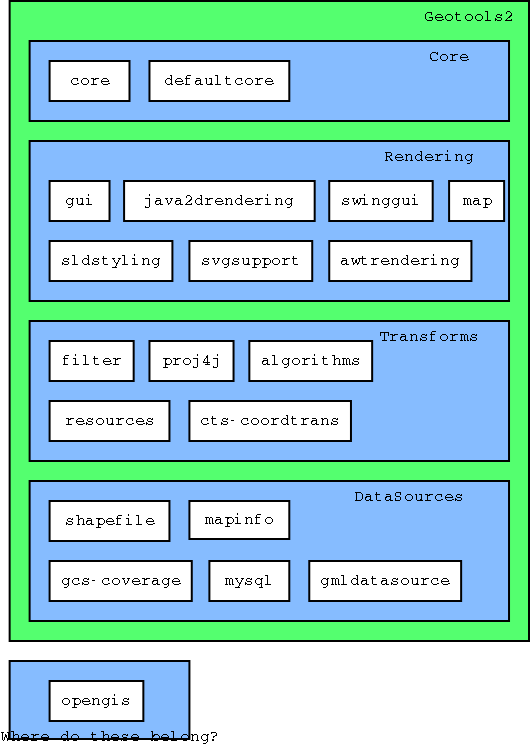 Geotools2
Core
core defaultcore
Rendering
gui java2drendering swinggui map
sldstyling svgsupport awtrendering
Transforms
filter proj4j algorithms
resources cts-coordtrans
DataSources
shapefile mapinfo
gcs-coverage mysql gmldatasource
opengis
Where do these belong?